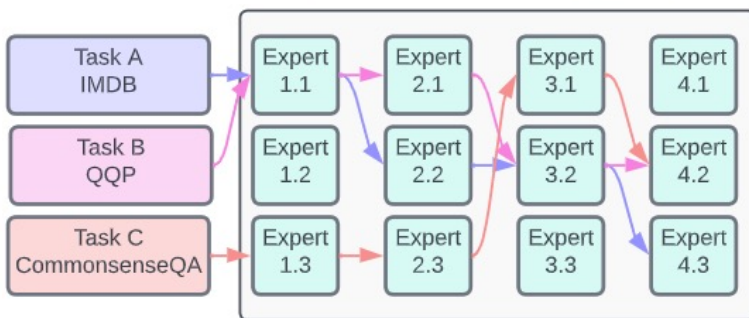 Task A
IMDB
Expert
1.1
Expert
2.1
Expert
3.1
Expert
4.1
Task B
QQP
Expert
1.2
Expert
2.2
Expert
3.2
Expert
4.2
Task C
CommonsenseQA
Expert
1.3
Expert
2.3
Expert
3.3
Expert
4.3